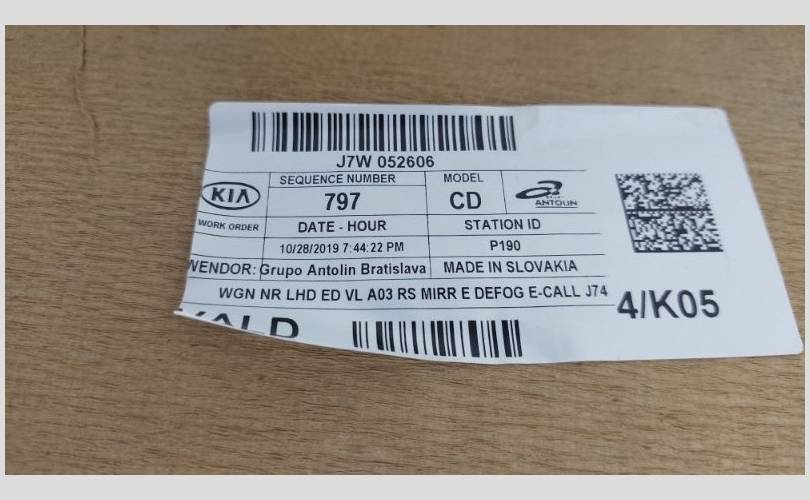 J7W 052606
SEQUENCE NUMBER
MODEL
KIA
797
CD
ANTOLIN
WORK ORDER
DATE - HOUR
STATION ID
10/28/2019 7:44:22 PM
P190
VENDOR: Grupo Antolin Bratislava
MADE IN SLOVAKIA
WGN NR LHD ED VL A03 RS MIRR E DEFOG E-CALL J74
4/K05